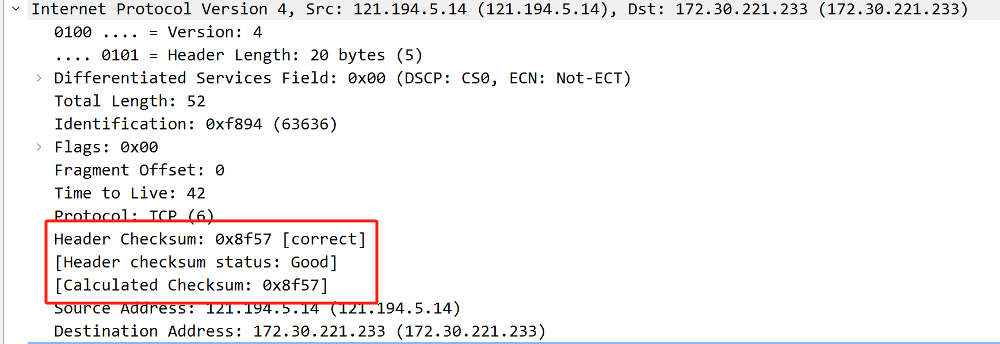 Internet Protocol Version 4, Src: 121.194.5.14 (121.194.5.14), Dst: 172.30.221.233 (172.30.221.233)
0100 .... = Version: 4
.... 0101 = Header Length: 20 bytes (5)
Differentiated Services Field: 0x00 (DSCP: CS0, ECN: Not-ECT)
Total Length: 52
Identification: 0xf894 (63636)
Flags: 0x00
Fragment Offset: 0
Time to Live: 42
Protocol: TCP (6)
Header Checksum: 0x8f57 [correct]
[Header checksum status: Good]
[Calculated Checksum: 0x8f57]
Source Address: 121.194.5.14 (121.194.5.14)
Destination Address: 172.30.221.233 (172.30.221.233)